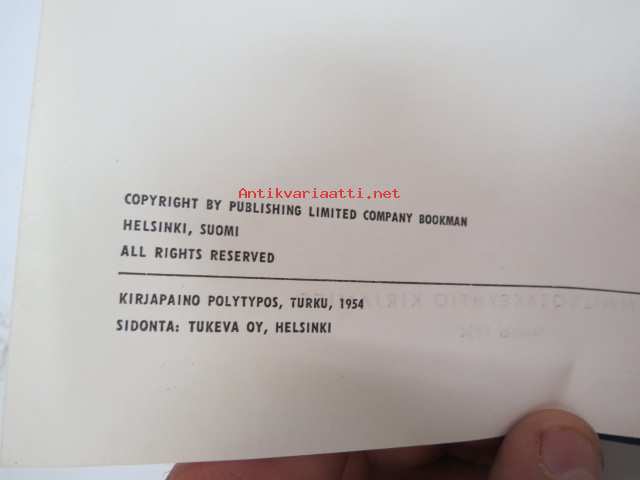 Antikvariaatti.net
COPYRIGHT BY PUBLISHING LIMITED COMPANY BOOKMAN
HELSINKI, SUOMI
ALL RIGHTS RESERVED
KIRJAPAINO POLYTYPOS, TURKU, 1954
SIDONTA: TUKEVA OY, HELSINKI